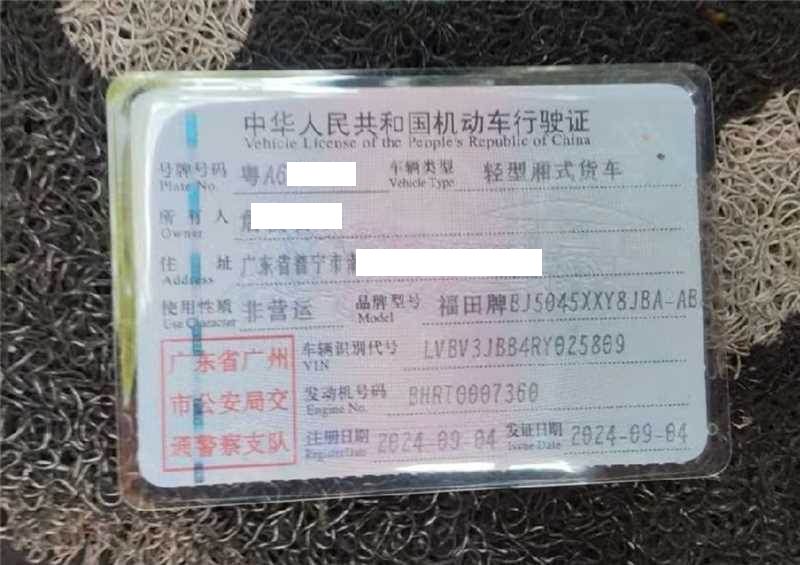 中华人民共和国机动车行驶证
Vehicle License of the People's Republic of China
号牌号码 粤A6 车辆类型 轻型厢式货车
Plate No. Vehicle Type
所有人
Owner
住址 广东省普宁市
Address
使用性质 非营运 品牌型号 福田牌BJ5045XXY8JBA-AB
Use Character Model
车辆识别代号 LVBV3JBB4RY025809
VIN
发动机号码 BHRT0007360
Engine No.
注册日期 2024-09-04 发证日期 2024-09-04
Register Date Issue Date
广东省广州
市公安局交
通警察支队